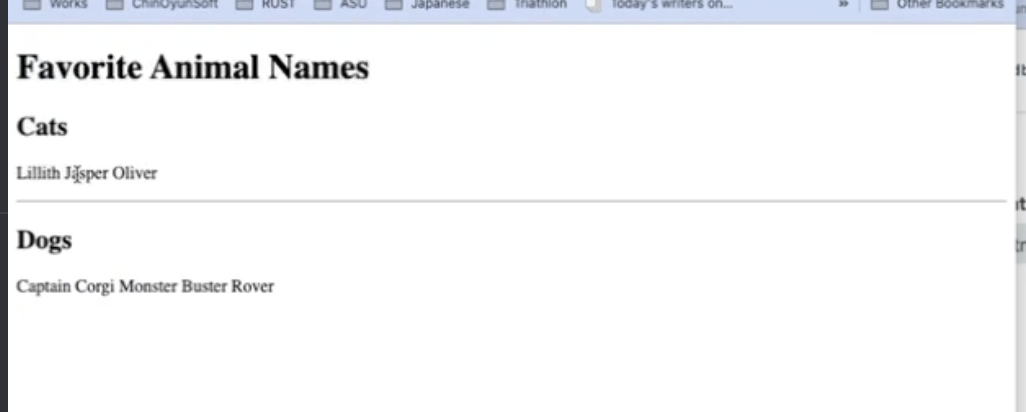 Works ChinOyunSoft RUST ASU Japanese Triathlon Today's writers on... » Other Bookmarks
Favorite Animal Names
Cats
Lillith Jasper Oliver
Dogs
Captain Corgi Monster Buster Rover